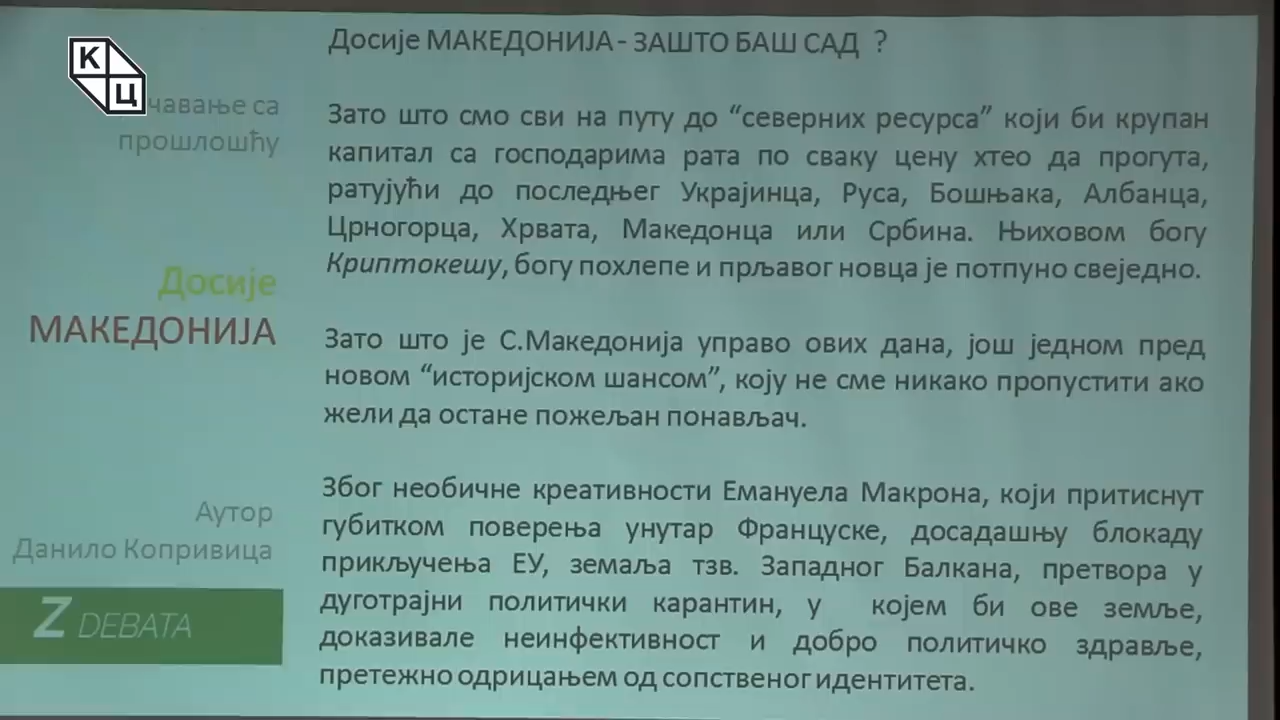 К
Ц
са
прошлошћу
Досије
МАКЕДОНИЈА
Аутор
Данило Копривица
Z DEBATA
Досије МАКЕДОНИЈА - ЗАШТО БАШ САД ?
Зато што смо сви на путу до “северних ресурса” који би крупан
капитал са господарима рата по сваку цену хтео да прогута,
ратујући до последњег Украјинца, Руса, Бошњака, Албанца,
Црногорца, Хрвата, Македонца или Србина. Њиховом богу
Криптокешу, богу похлепе и прљавог новца је потпуно свеједно.
Зато што је С.Македонија управо ових дана, још једном пред
новом “историјском шансом”, коју не сме никако пропустити ако
жели да остане пожељан понављач.
Због необичне креативности Емануела Макрона, који притиснут
губитком поверења унутар Француске, досадашњу блокаду
прикључења ЕУ, земаља тзв. Западног Балкана, претвора у
дуготрајни политички карантин, у којем би ове земље,
доказивале неинфективност и добро политичко здравље,
претежно одрицањем од сопственог идентитета.